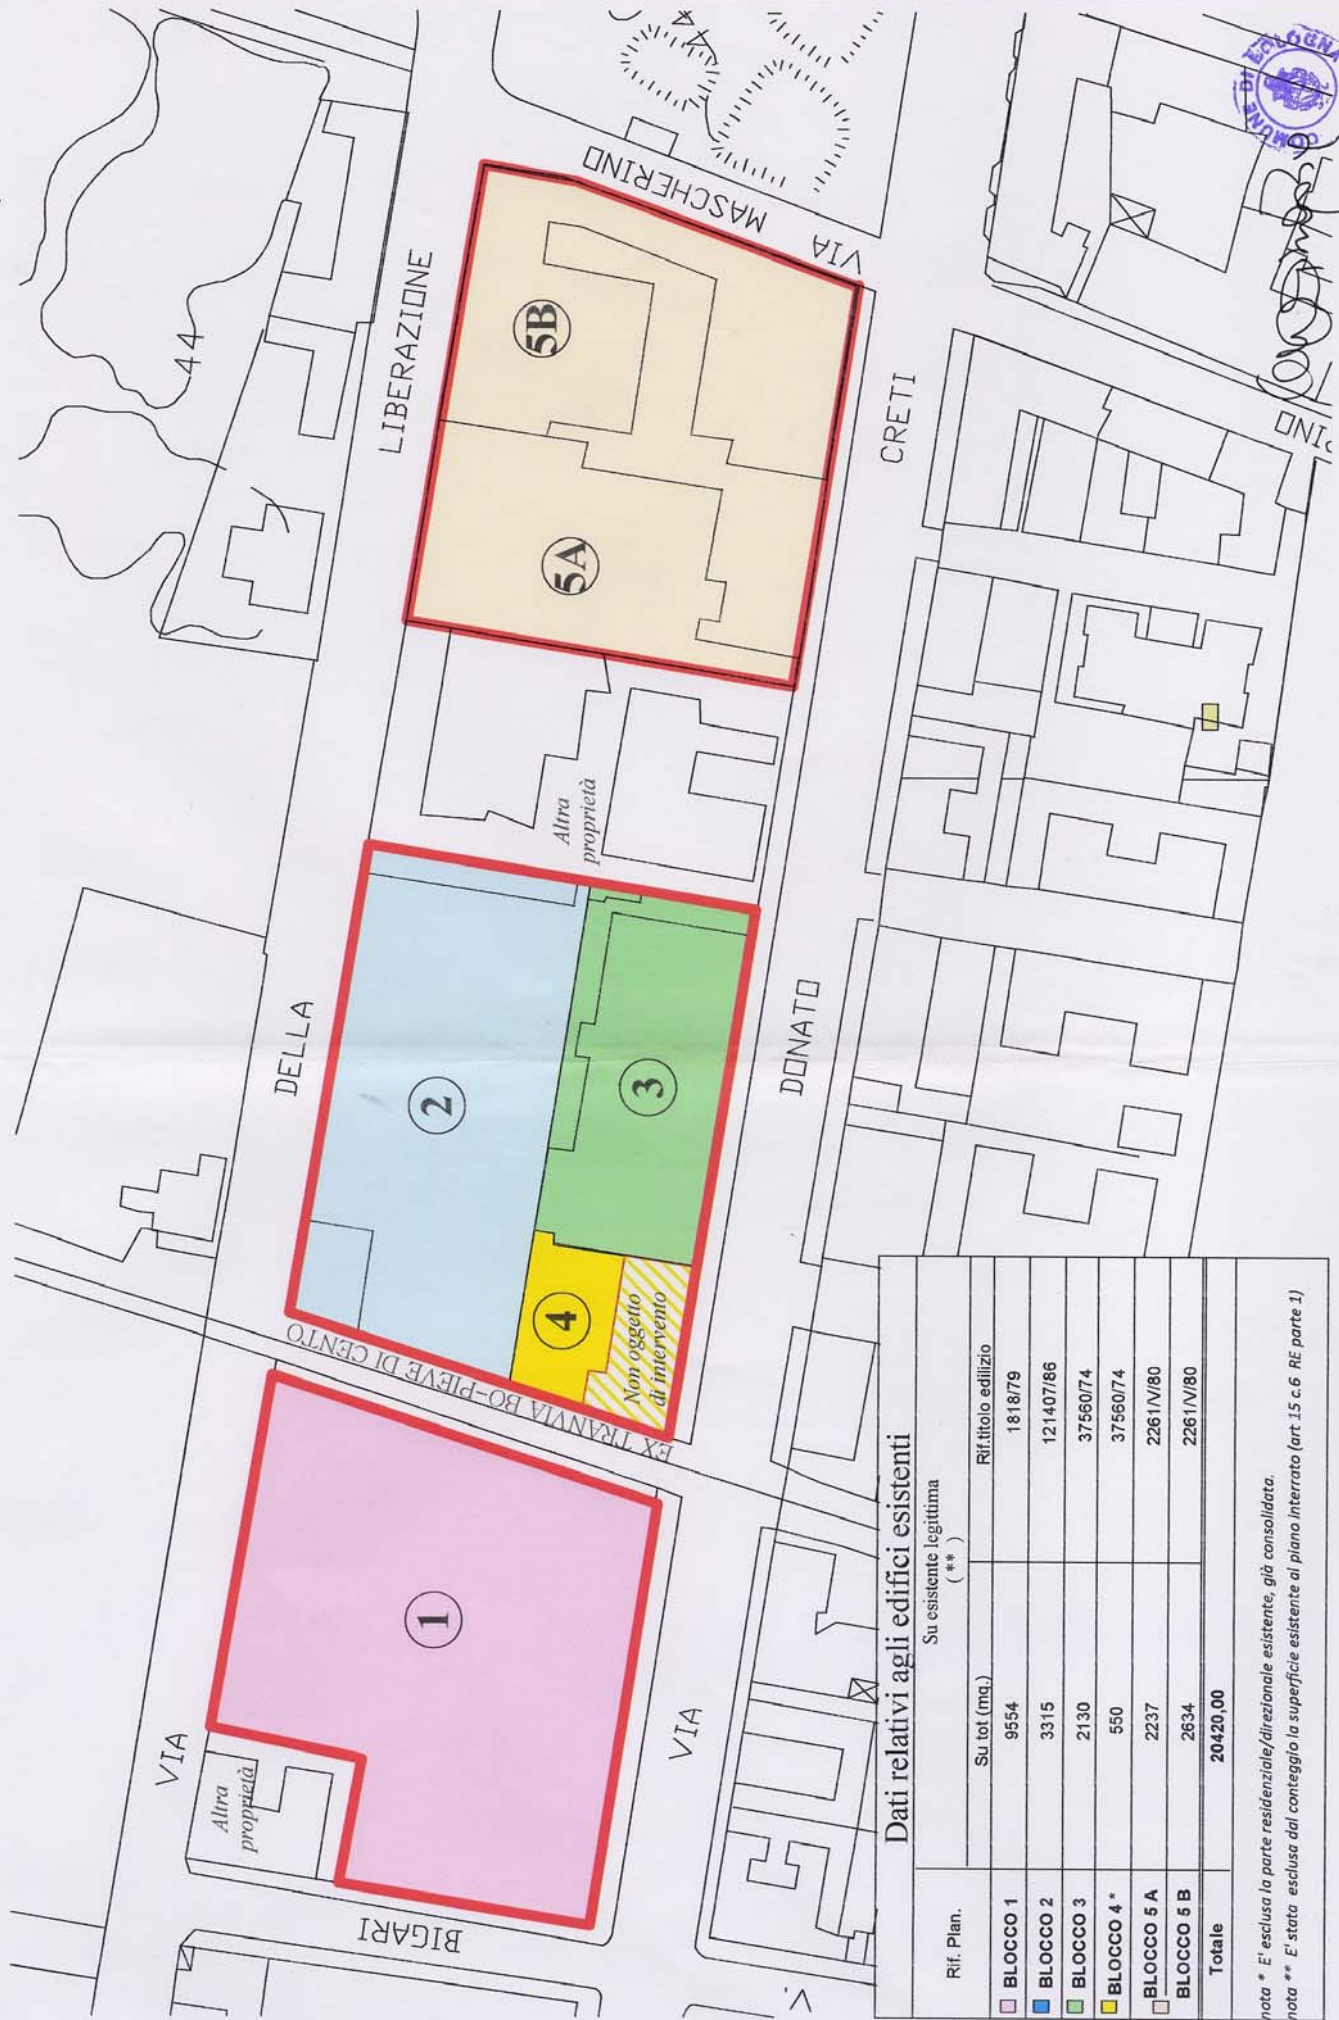 VIA
DELLA
LIBERAZIONE
VIA
MASCHERINO
VIA
DONATO
CRETI
BIGARI
V.
PINO
EX TRANVIA BO-PIEVE DI CENTO
44
Altra
proprietà
Altra
proprietà
1
2
3
4
5A
5B
Non oggetto
di intervento
COMUNE DI BOLOGNA
Dati relativi agli edifici esistenti
Rif. Plan.
Su esistente legittima
( ** )
Su tot (mq.) Rif.titolo edilizio
BLOCCO 1 9554 1818/79
BLOCCO 2 3315 121407/86
BLOCCO 3 2130 37560/74
BLOCCO 4 * 550 37560/74
BLOCCO 5 A 2237 2261/V/80
BLOCCO 5 B 2634 2261/V/80
Totale 20420,00
nota * E' esclusa la parte residenziale/direzionale esistente, già consolidata.
nota ** E' stata esclusa dal conteggio la superficie esistente al piano interrato (art 15 c.6 RE parte 1)